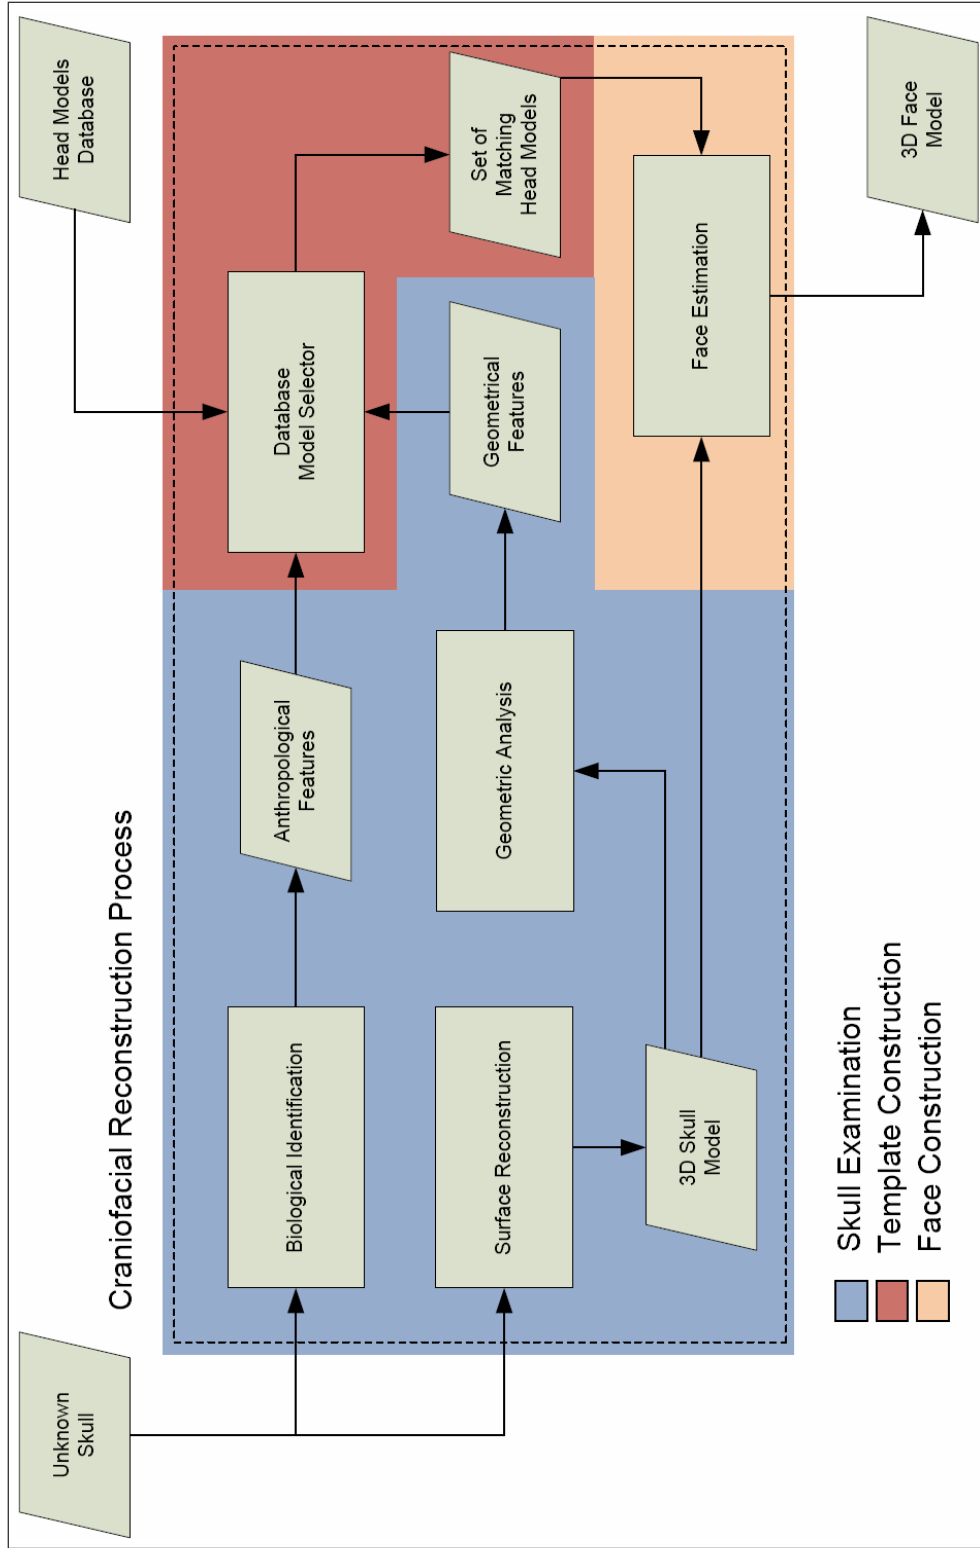 Unknown
Skull
Head Models
Database
Craniofacial Reconstruction Process
Biological Identification
Anthropological
Features
Database
Model Selector
Surface Reconstruction
Geometric Analysis
Geometrical
Features
Set of
Matching
Head Models
3D Skull
Model
Face Estimation
Skull Examination
Template Construction
Face Construction
3D Face
Model